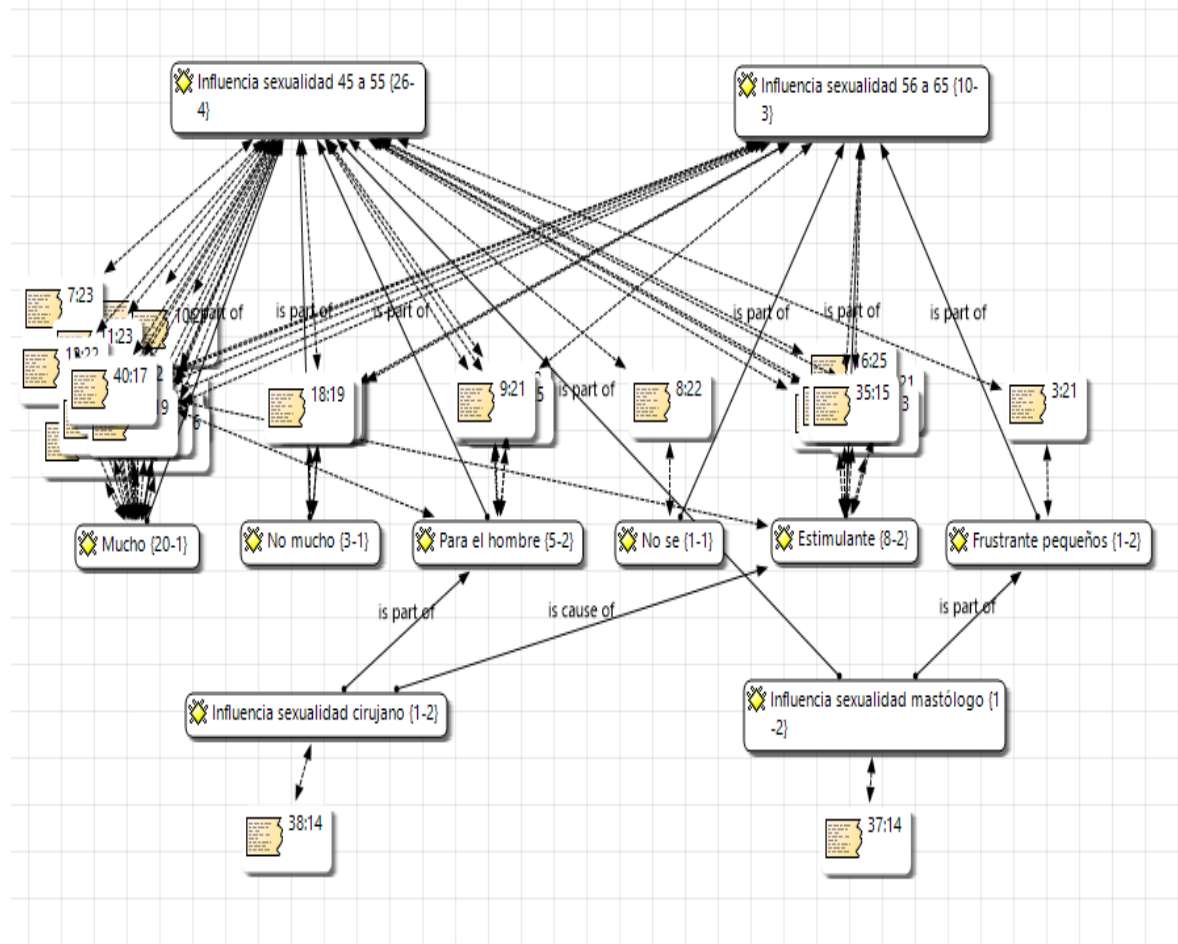 Influencia sexualidad 45 a 55 {26-
4}
Influencia sexualidad 56 a 65 {10-
3}
7:23
is part of
is part of
is part of
is part of
is part of
1:23
18:22
40:17
18:19
9:21
is part of
8:22
6:25
35:15
3:21
Mucho {20-1}
No mucho {3-1}
Para el hombre {5-2}
No se {1-1}
Estimulante {8-2}
Frustrante pequeños {1-2}
is part of
is cause of
is part of
Influencia sexualidad cirujano {1-2}
Influencia sexualidad mastólogo {1
-2}
38:14
37:14